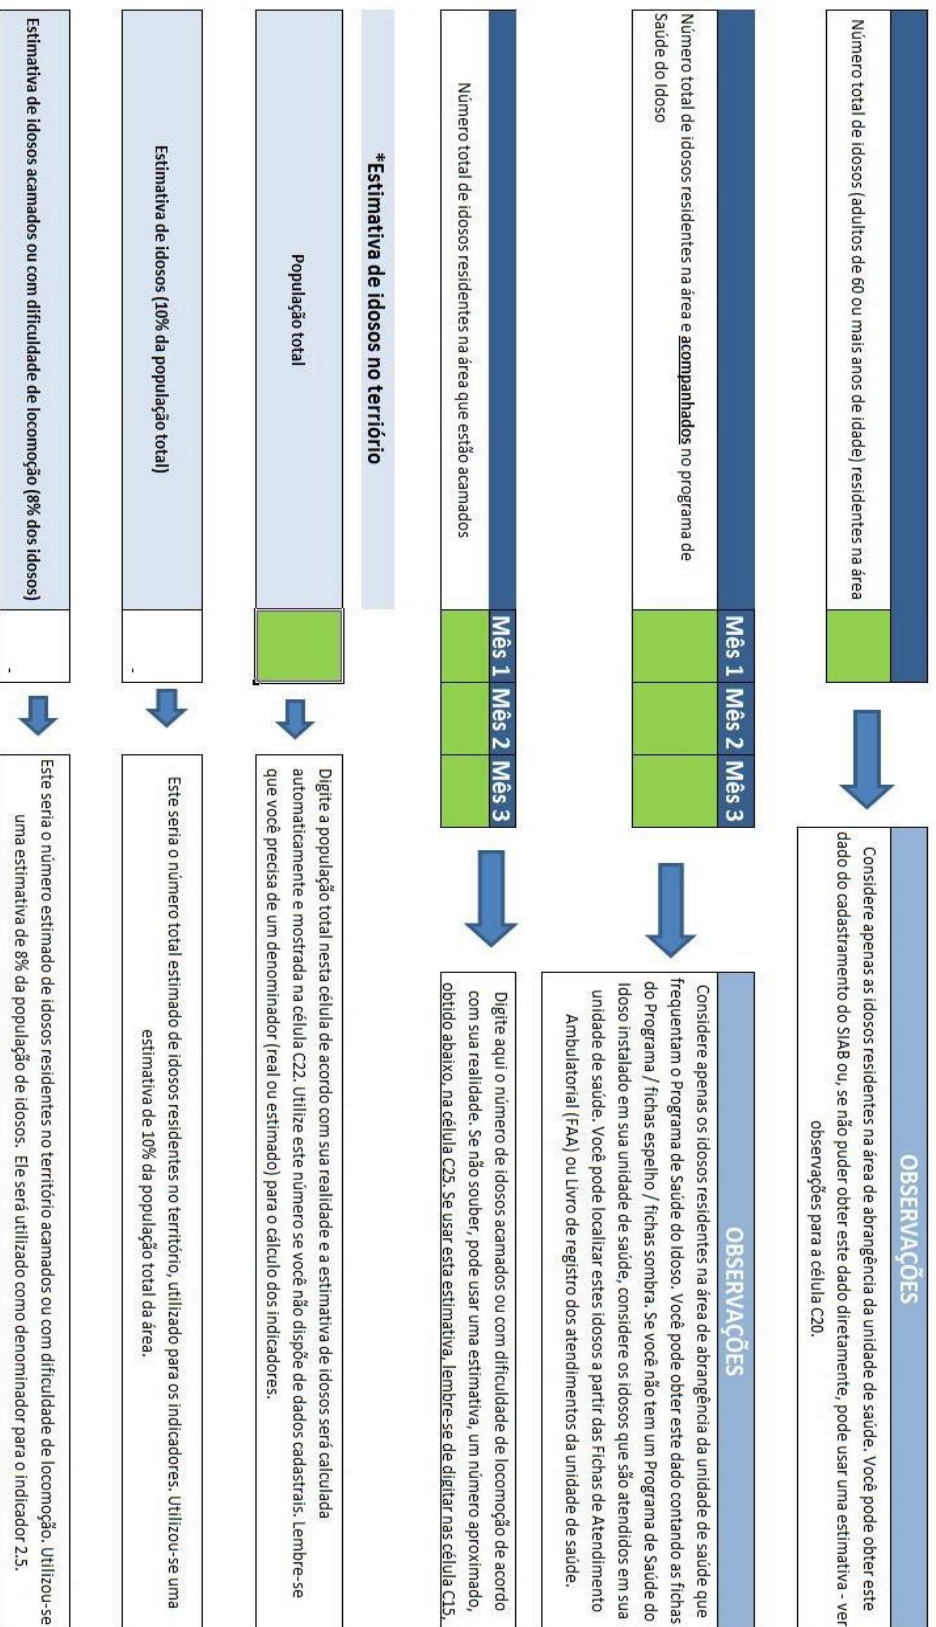 OBSERVAÇÕES
Número total de idosos (adultos de 60 ou mais anos de idade) residentes na área
Considere apenas as idosos residentes na área de abrangência da unidade de saúde. Você pode obter este
dado do cadastramento do SIAB ou, se não puder obter este dado diretamente, pode usar uma estimativa - ver
observações para a célula C20.
Mês 1 Mês 2 Mês 3
OBSERVAÇÕES
Número total de idosos residentes na área e acompanhados no programa de
Saúde do Idoso
Considere apenas os idosos residentes na área de abrangência da unidade de saúde que
frequentam o Programa de Saúde do Idoso. Você pode obter este dado contando as fichas
do Programa / fichas espelho / fichas sombra. Se você não tem um Programa de Saúde do
Idoso instalado em sua unidade de saúde, considere os idosos que são atendidos em sua
unidade de saúde. Você pode localizar estes idosos a partir das Fichas de Atendimento
Ambulatorial (FAA) ou Livro de registro dos atendimentos da unidade de saúde.
Mês 1 Mês 2 Mês 3
Número total de idosos residentes na área que estão acamados
Digite aqui o número de idosos acamados ou com dificuldade de locomoção de acordo
com sua realidade. Se não souber, pode usar uma estimativa, um número aproximado,
obtido abaixo, na célula C25. Se usar esta estimativa, lembre-se de digitar nas célula C15,
*Estimativa de idosos no terriório
População total
Digite a população total nesta célula de acordo com sua realidade e a estimativa de idosos será calculada
automaticamente e mostrada na célula C22. Utilize este número se você não dispõe de dados cadastrais. Lembre-se
que você precisa de um denominador (real ou estimado) para o cálculo dos indicadores.
Estimativa de idosos (10% da população total)
-
Este seria o número total estimado de idosos residentes no território, utilizado para os indicadores. Utilizou-se uma
estimativa de 10% da população total da área.
Estimativa de idosos acamados ou com dificuldade de locomoção (8% dos idosos)
-
Este seria o número estimado de idosos residentes no território acamados ou com dificuldade de locomoção. Utilizou-se
uma estimativa de 8% da população de idosos. Ele será utilizado como denominador para o indicador 2.5.